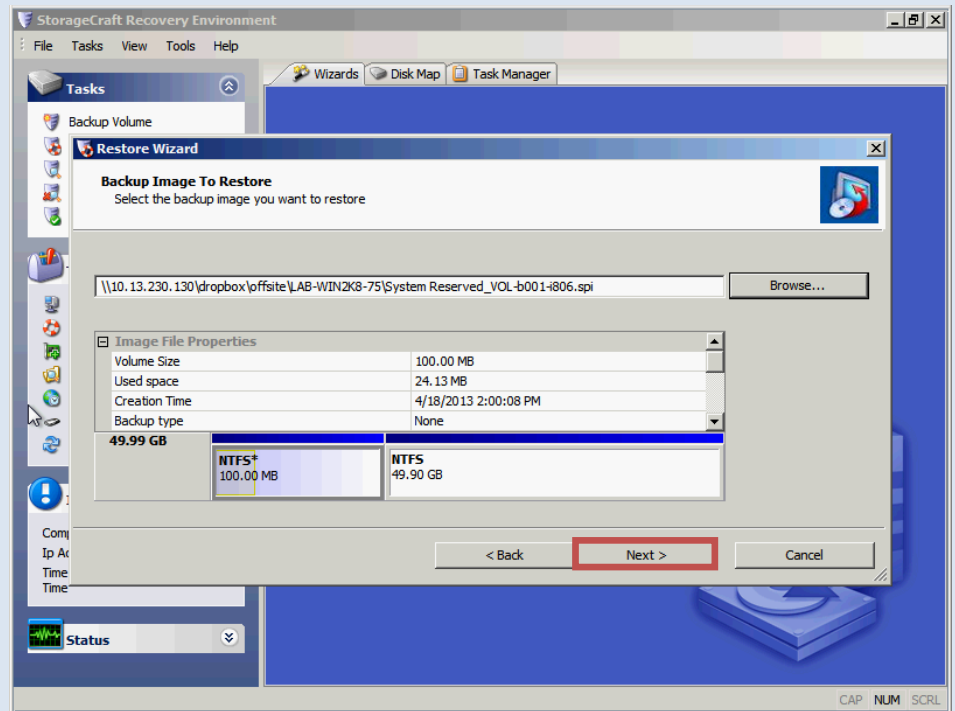 StorageCraft Recovery Environment
File Tasks View Tools Help
Wizards Disk Map Task Manager
Tasks
Backup Volume
Restore Wizard
Backup Image To Restore
Select the backup image you want to restore
\\10.13.230.130\dropbox\offsite\LAB-WIN2K8-75\System Reserved_VOL-b001-i806.spi Browse...
Image File Properties
Volume Size 100.00 MB
Used space 24.13 MB
Creation Time 4/18/2013 2:00:08 PM
Backup type None
49.99 GB
NTFS* NTFS
100.00 MB 49.90 GB
< Back Next > Cancel
Ip
Time
Time
Status
CAP NUM SCRL